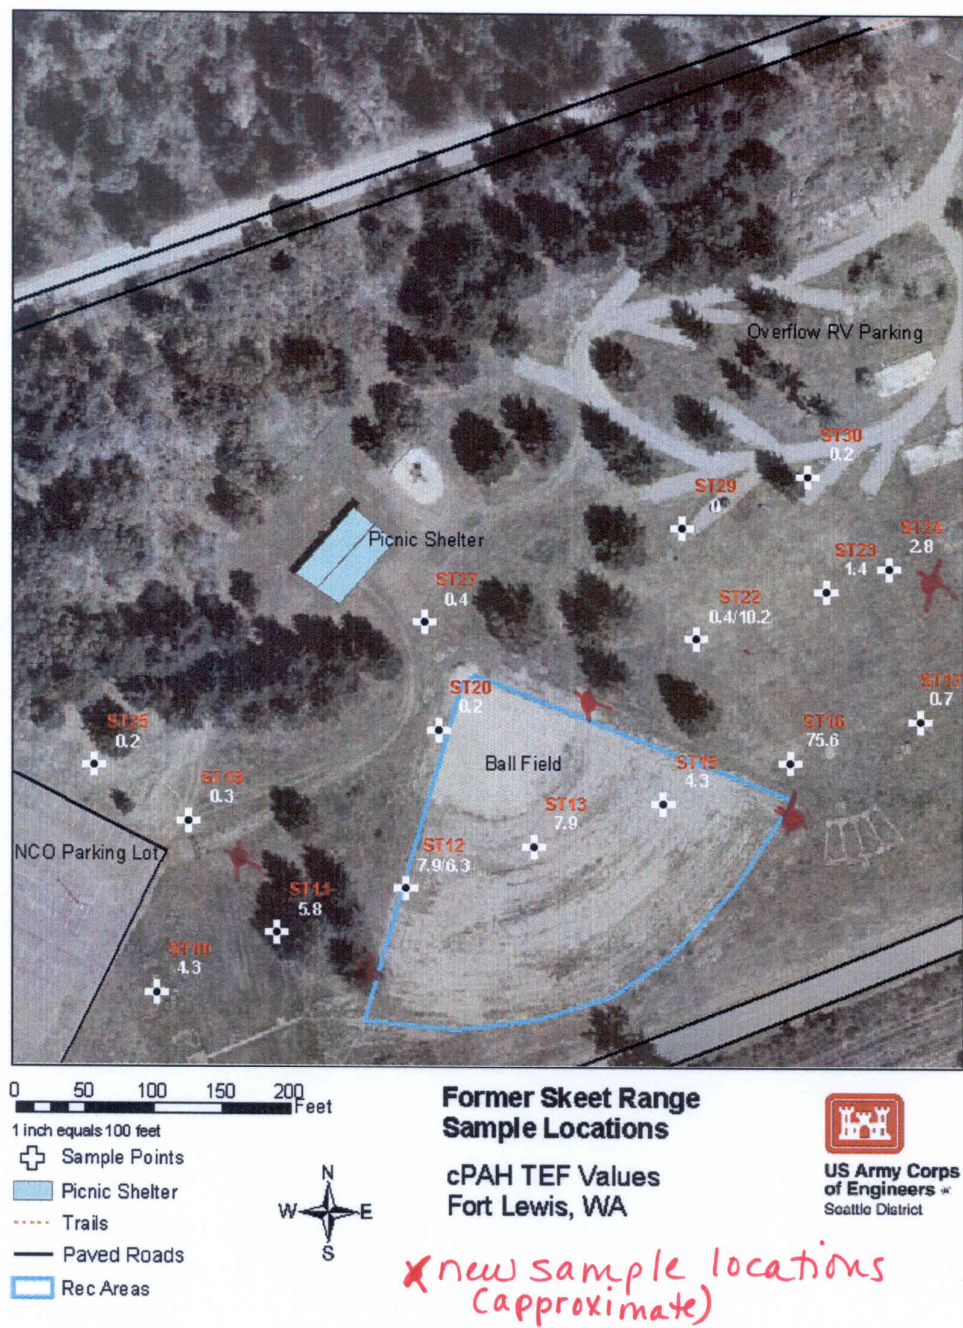 Overflow RV Parking
ST30
0.2
ST29
0
ST24
2.8
ST23
1.4
Picnic Shelter
ST27
0.4
ST22
0.4/10.2
ST17
0.7
ST20
0.2
ST25
0.2
ST16
75.6
Ball Field
ST15
4.3
ST19
0.3
ST13
7.9
NCO Parking Lot
ST12
7.9/6.3
ST11
5.8
ST10
4.3
0 50 100 150 200
Feet
1 inch equals 100 feet
Sample Points
Picnic Shelter
Trails
Paved Roads
Rec Areas
N
W E
S
Former Skeet Range
Sample Locations
cPAH TEF Values
Fort Lewis, WA
US Army Corps
of Engineers
Seattle District
x new sample locations
(approximate)